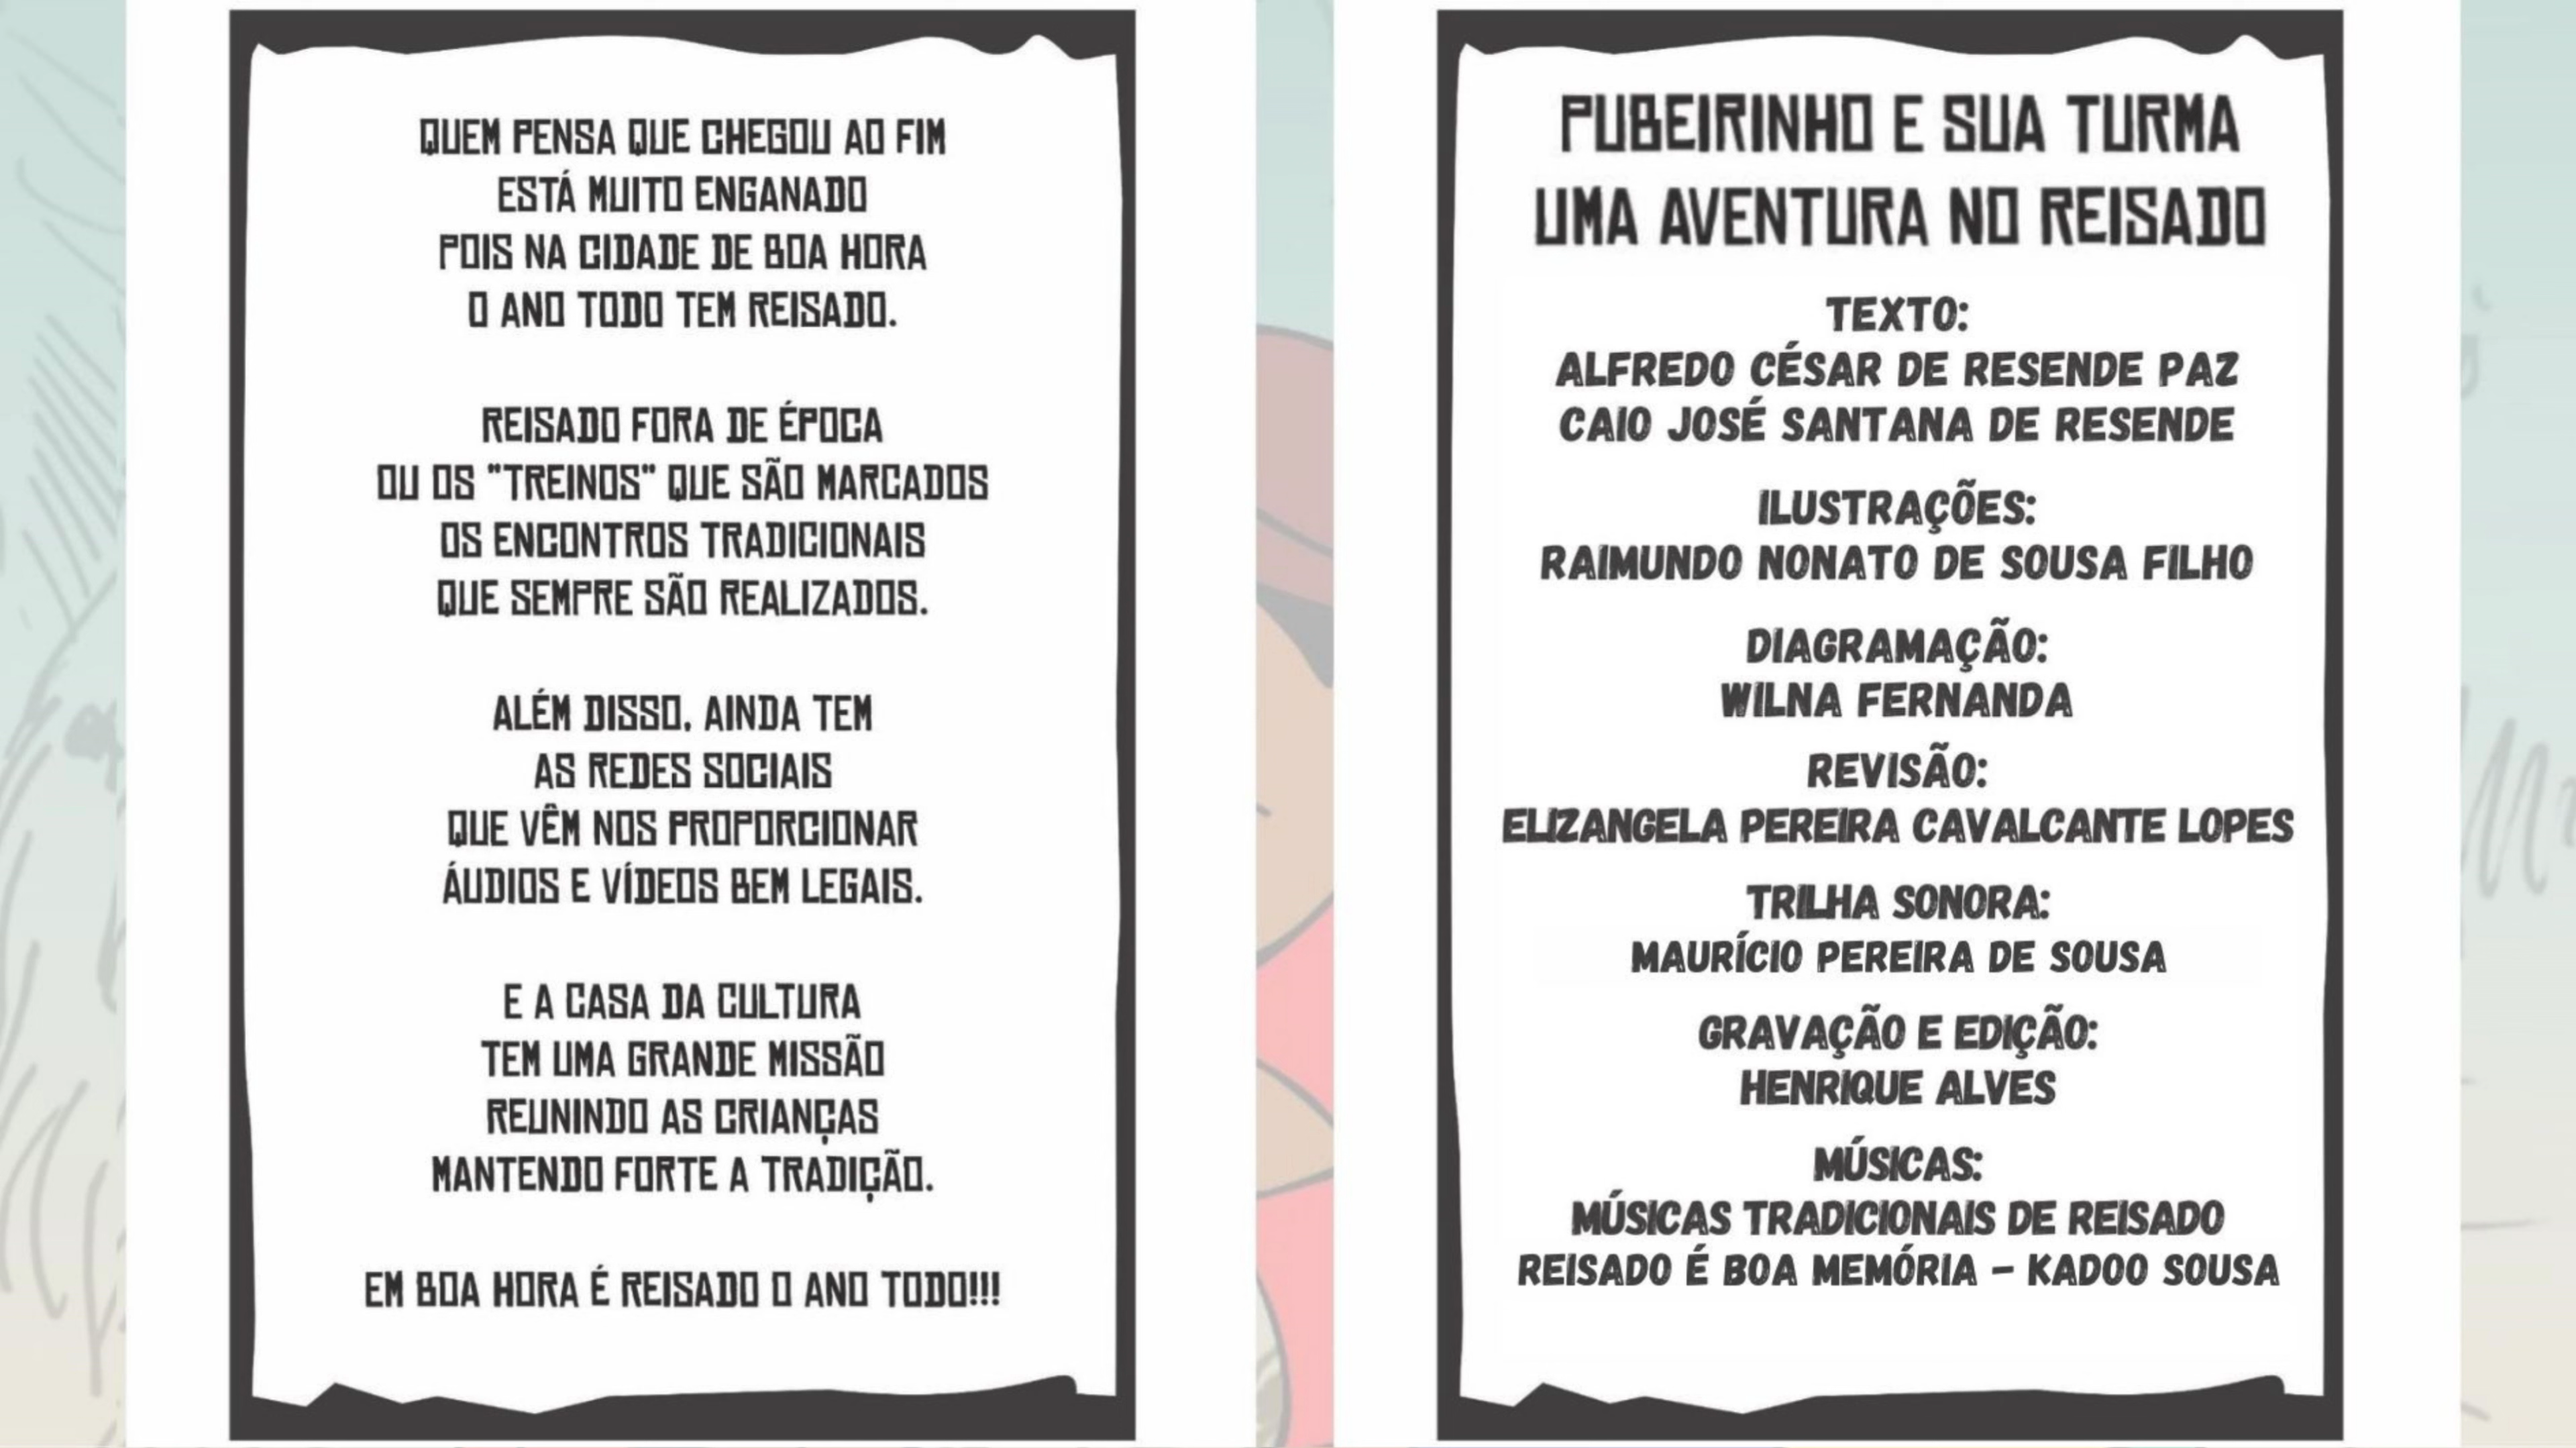 QUEM PENSA QUE CHEGOU AO FIM
ESTÁ MUITO ENGANADO
POIS NA CIDADE DE BOA HORA
O ANO TODO TEM REISADO.
REISADO FORA DE ÉPOCA
OU OS "TREINOS" QUE SÃO MARCADOS
OS ENCONTROS TRADICIONAIS
QUE SEMPRE SÃO REALIZADOS.
ALÉM DISSO, AINDA TEM
AS REDES SOCIAIS
QUE VÊM NOS PROPORCIONAR
ÁUDIOS E VÍDEOS BEM LEGAIS.
E A CASA DA CULTURA
TEM UMA GRANDE MISSÃO
REUNINDO AS CRIANÇAS
MANTENDO FORTE A TRADIÇÃO.
EM BOA HORA É REISADO O ANO TODO!!!
PUBEIRINHO E SUA TURMA
UMA AVENTURA NO REISADO
TEXTO:
ALFREDO CÉSAR DE RESENDE PAZ
CAIO JOSÉ SANTANA DE RESENDE
ILUSTRAÇÕES:
RAIMUNDO NONATO DE SOUSA FILHO
DIAGRAMAÇÃO:
WILNA FERNANDA
REVISÃO:
ELIZANGELA PEREIRA CAVALCANTE LOPES
TRILHA SONORA:
MAURÍCIO PEREIRA DE SOUSA
GRAVAÇÃO E EDIÇÃO:
HENRIQUE ALVES
MÚSICAS:
MÚSICAS TRADICIONAIS DE REISADO
REISADO É BOA MEMÓRIA - KADOO SOUSA